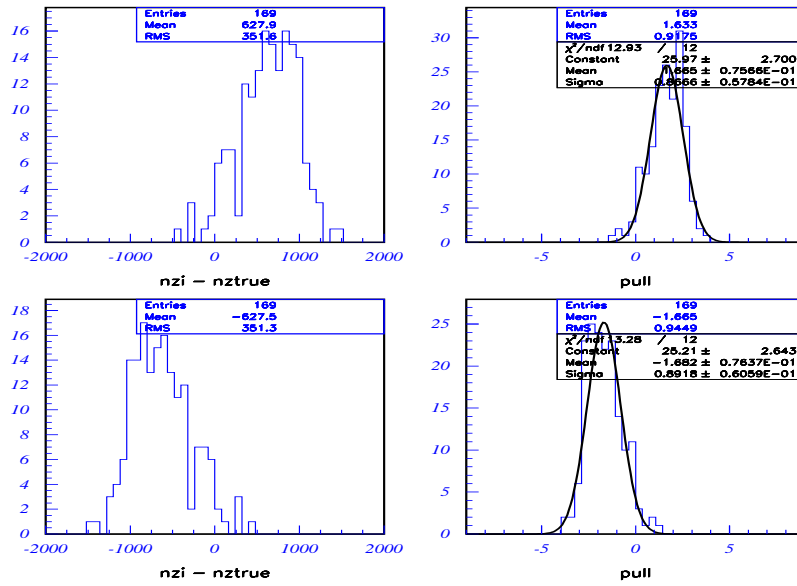 Entries 169
Mean 627.9
RMS 351.6
16
14
12
10
8
6
4
2
0
-2000 -1000 0 1000 2000
nzi – nztrue
Entries 169
Mean 1.633
RMS
χ²/ndf 12.93 / 12
Constant 25.97 ± 2.700
Mean 1.665 ± 0.7566E-01
Sigma 0.8666 ± 0.5784E-01
30
25
20
15
10
5
0
-5 0 5
pull
Entries 169
Mean -627.5
RMS 351.3
18
16
14
12
10
8
6
4
2
0
-2000 -1000 0 1000 2000
nzi – nztrue
Entries 169
Mean -1.665
RMS 0.9449
χ²/ndf 13.28 / 12
Constant 25.21 ± 2.643
Mean -1.682 ± 0.7637E-01
Sigma 0.8918 ± 0.6059E-01
25
20
15
10
5
0
-5 0 5
pull